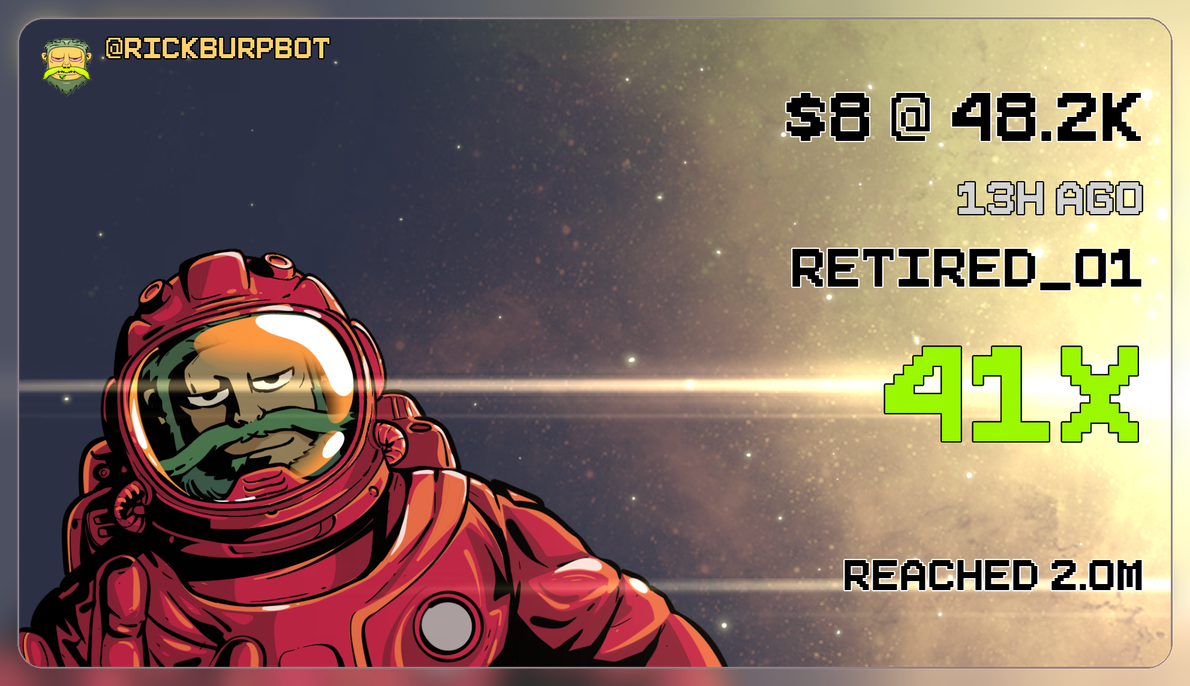 @RICKBURPBOT
$8 @ 48.2K
13H AGO
RETIRED_01
41X
REACHED 2.0M